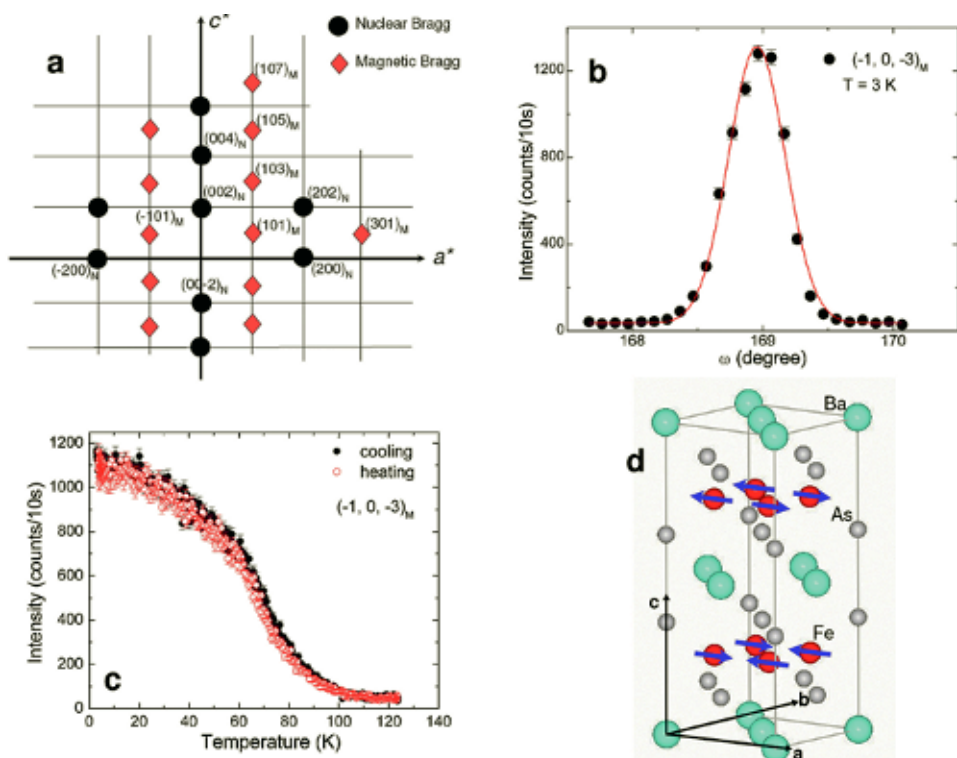 a
c*
Nuclear Bragg
Magnetic Bragg
(107)M
(105)M
(004)N
(103)M
(002)N
(202)N
(-101)M
(101)M
(301)M
(-200)N
(00-2)N
(200)N
a*
b
(-1, 0, -3)M
T = 3 K
Intensity (counts/10s)
1200
800
400
0
168
169
170
ω (degree)
c
cooling
heating
(-1, 0, -3)M
Intensity (counts/10s)
1200
1000
800
600
400
200
0
0 20 40 60 80 100 120 140
Temperature (K)
d
Ba
As
Fe
c
b
a